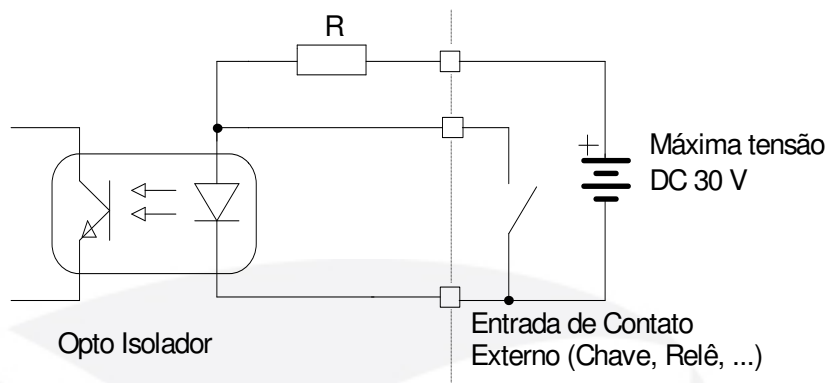 R
+
Máxima tensão
DC 30 V
Opto Isolador
Entrada de Contato
Externo (Chave, Relê, ...)